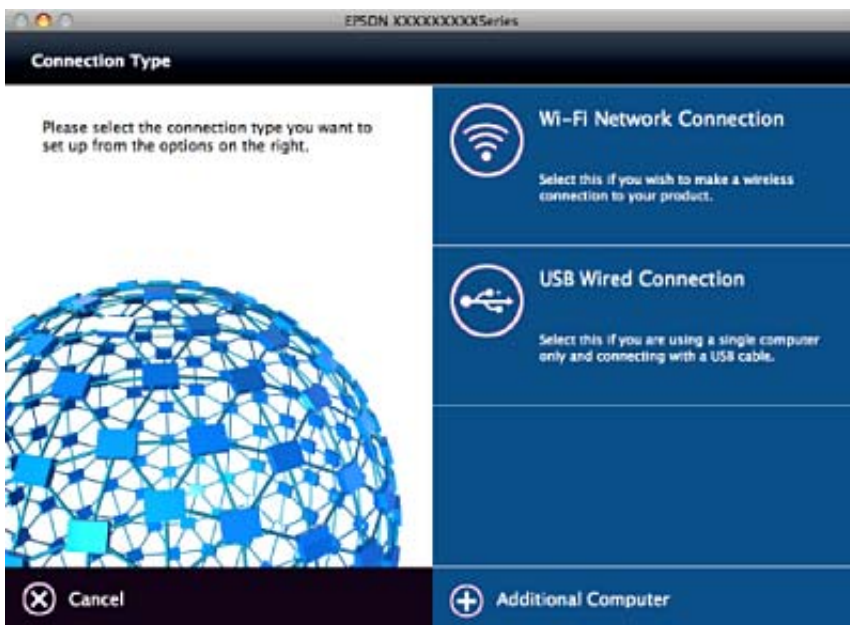 EPSON XXXXXXXXXSeries
Connection Type
Please select the connection type you want to
set up from the options on the right.
Wi-Fi Network Connection
Select this if you wish to make a wireless
connection to your product.
USB Wired Connection
Select this if you are using a single computer
only and connecting with a USB cable.
Cancel
Additional Computer